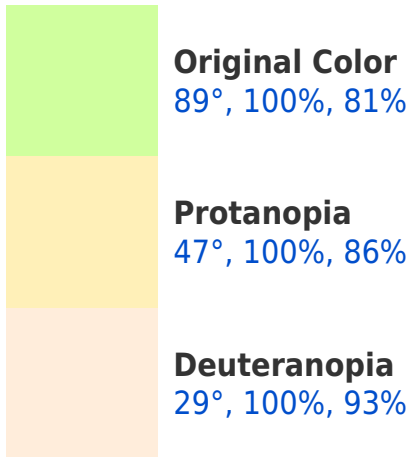 Original Color
89°, 100%, 81%
Protanopia
47°, 100%, 86%
Deuteranopia
29°, 100%, 93%